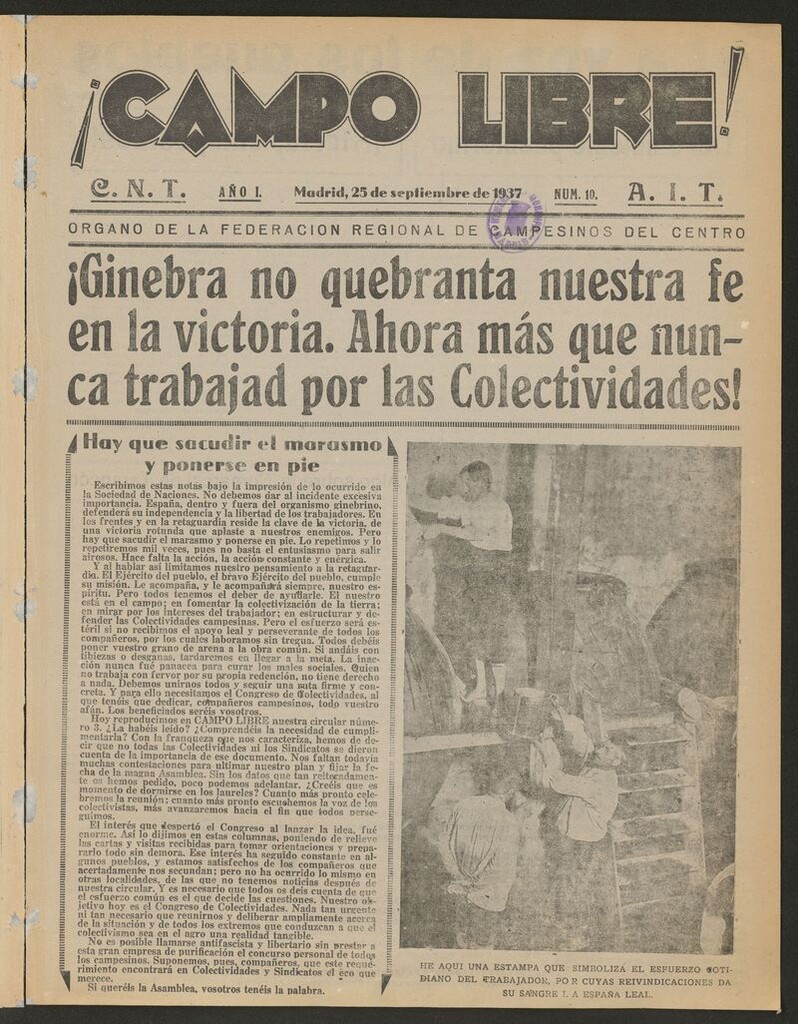 ¡CAMPO LIBRE!
C. N. T. AÑO I. Madrid, 25 de septiembre de 1937 NUM. 10. A. I. T.
ORGANO DE LA FEDERACION REGIONAL DE CAMPESINOS DEL CENTRO
¡Ginebra no quebranta nuestra fe
en la victoria. Ahora más que nun-
ca trabajad por las Colectividades!
Hay que sacudir el marasmo
y ponerse en pie
Escribimos estas notas bajo la impresión de lo ocurrido en
la Sociedad de Naciones. No debemos dar al incidente excesiva
importancia. España, dentro y fuera del organismo ginebrino,
defenderá su independencia y la libertad de los trabajadores. En
los frentes y en la retaguardia reside la clave de la victoria, de
una victoria rotunda que aplaste a nuestros enemigos. Pero
hay que sacudir el marasmo y ponerse en pie. Lo repetimos y lo
repetiremos mil veces, pues no basta el entusiasmo para salir
airosos. Hace falta la acción, la acción constante y enérgica.
Y al hablar así limitamos nuestro pensamiento a la retaguar-
dia. El Ejército del pueblo, el bravo Ejército del pueblo, cumple
su misión. Le acompaña, y le acompañará siempre, nuestro es-
píritu. Pero todos tenemos el deber de ayudarle. El nuestro
está en el campo; en fomentar la colectivización de la tierra;
en mirar por los intereses del trabajador; en estructurar y de-
fender las Colectividades campesinas. Pero el esfuerzo será es-
téril si no recibimos el apoyo leal y perseverante de todos los
compañeros, por los cuales laboramos sin tregua. Todos debéis
poner vuestro grano de arena a la obra común. Si andáis con
tibiezas o desganas, tardaremos en llegar a la meta. La inac-
ción nunca fué panacea para curar los males sociales. Quien
no trabaja con fervor por su propia redención, no tiene derecho
a nada. Debemos unirnos todos y seguir una ruta firme y con-
creta. Y para ello necesitamos el Congreso de Colectividades, al
que tenéis que dedicar, compañeros campesinos, todo vuestro
afán. Los beneficiados seréis vosotros.
Hoy reproducimos en CAMPO LIBRE nuestra circular núme-
ro 3. ¿La habéis leído? ¿Comprendéis la necesidad de cumpli-
mentarla? Con la franqueza que nos caracteriza, hemos de de-
cir que no todas las Colectividades ni los Sindicatos se dieron
cuenta de la importancia de ese documento. Nos faltan todavía
muchas contestaciones para ultimar nuestro plan y fijar la fe-
cha de la magna Asamblea. Sin los datos que tan reiteradamen-
te os hemos pedido, poco podemos adelantar. ¿Creéis que es
momento de dormirse en los laureles? Cuanto más pronto cele-
bremos la reunión; cuanto más pronto escuchemos la voz de los
colectivistas, más avanzaremos hacia el fin que todos perse-
guimos.
El interés que despertó el Congreso al lanzar la idea, fué
enorme. Así lo dijimos en estas columnas, poniendo de relieve
las cartas y visitas recibidas para tomar orientaciones y prepa-
rarlo todo sin demora. Ese interés ha seguido constante en al-
gunos pueblos, y estamos satisfechos de los compañeros que
acertadamente nos secundan; pero no ha ocurrido lo mismo en
otras localidades, de las que no tenemos noticias después de
nuestra circular. Y es necesario que todos os deis cuenta de que
el esfuerzo común es el que decide las cuestiones. Nuestro ob-
jetivo hoy es el Congreso de Colectividades. Nada tan urgente
ni tan necesario que reunirnos y deliberar ampliamente acerca
de la situación y de todos los extremos que conduzcan a que el
colectivismo sea en el agro una realidad tangible.
No es posible llamarse antifascista y libertario sin prestar a
esta gran empresa de purificación el concurso personal de todos
los campesinos. Suponemos, pues, compañeros, que este reque-
rimiento encontrará en Colectividades y Sindicatos el eco que
merece.
Si queréis la Asamblea, vosotros tenéis la palabra.
HE AQUI UNA ESTAMPA QUE SIMBOLIZA EL ESFUERZO COTI-
DIANO DEL TRABAJADOR, POR CUYAS REIVINDICACIONES DA
SU SANGRE LA ESPAÑA LEAL.